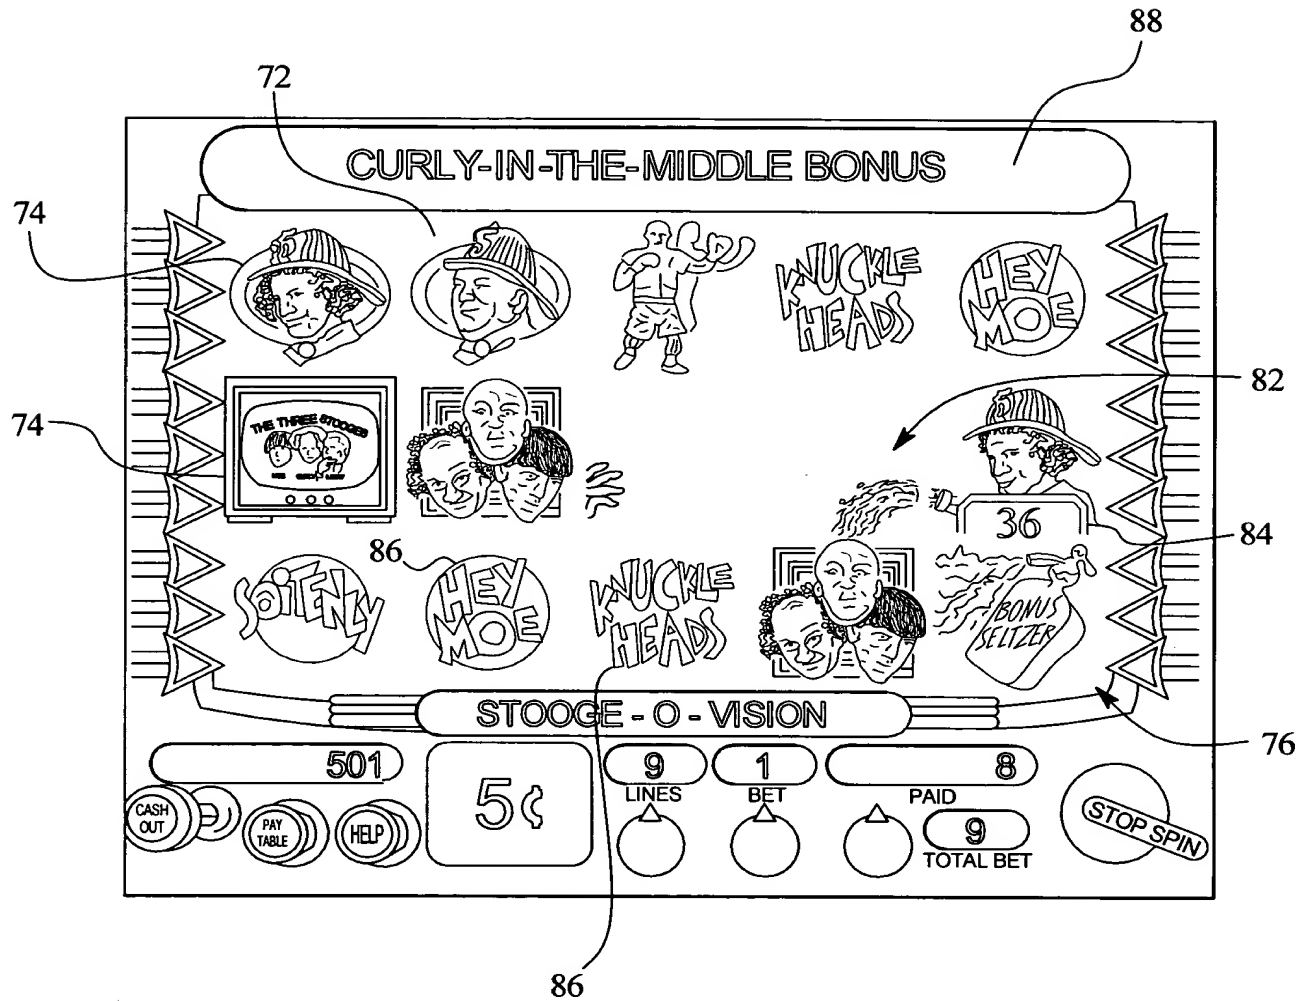 88
72
CURLY-IN-THE-MIDDLE BONUS
74
5
5
KNUCKLE
HEADS
HEY
MOE
82
74
THE THREE STOOGES
36
84
86
SOITENLY
HEY
MOE
KNUCKLE
HEADS
BONUS
SELTZER
STOOGE - O - VISION
76
501
5¢
9
1
8
LINES
BET
PAID
CASH
OUT
PAY
TABLE
HELP
9
TOTAL BET
STOP SPIN
86